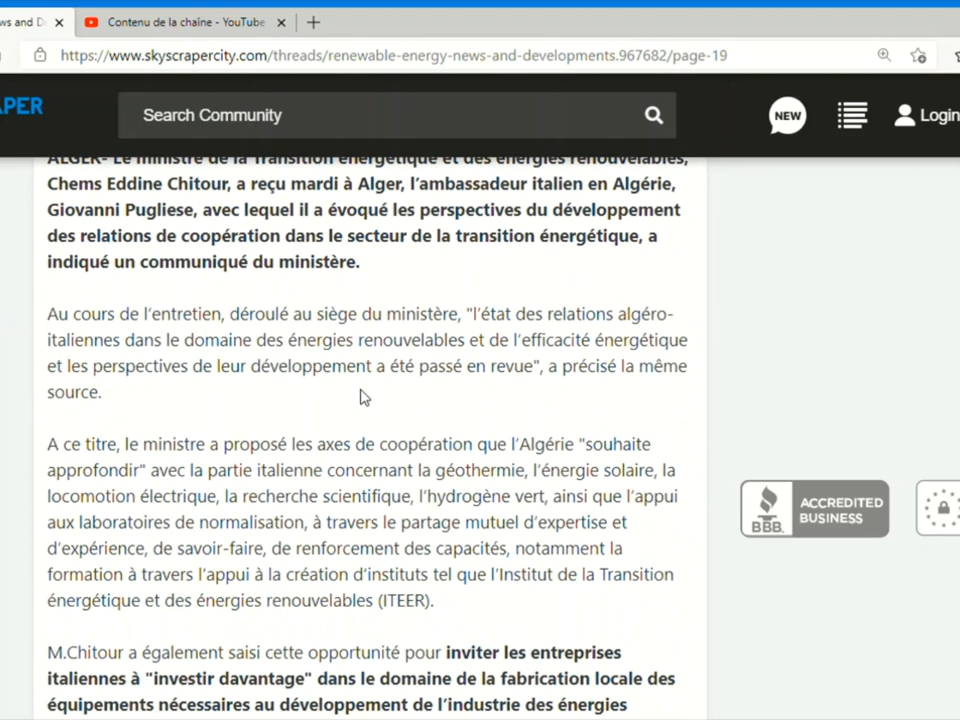 ws and D
Contenu de la chaîne - YouTube
https://www.skyscrapercity.com/threads/renewable-energy-news-and-developments.967682/page-19
APER
Search Community
NEW
Login
ALGER- Le ministre de la Transition énergétique et des énergies renouvelables,
Chems Eddine Chitour, a reçu mardi à Alger, l'ambassadeur italien en Algérie,
Giovanni Pugliese, avec lequel il a évoqué les perspectives du développement
des relations de coopération dans le secteur de la transition énergétique, a
indiqué un communiqué du ministère.
Au cours de l'entretien, déroulé au siège du ministère, "l'état des relations algéro-
italiennes dans le domaine des énergies renouvelables et de l'efficacité énergétique
et les perspectives de leur développement a été passé en revue", a précisé la même
source.
A ce titre, le ministre a proposé les axes de coopération que l'Algérie "souhaite
approfondir" avec la partie italienne concernant la géothermie, l'énergie solaire, la
locomotion électrique, la recherche scientifique, l'hydrogène vert, ainsi que l'appui
aux laboratoires de normalisation, à travers le partage mutuel d'expertise et
d'expérience, de savoir-faire, de renforcement des capacités, notamment la
formation à travers l'appui à la création d'instituts tel que l'Institut de la Transition
énergétique et des énergies renouvelables (ITEER).
M.Chitour a également saisi cette opportunité pour inviter les entreprises
italiennes à "investir davantage" dans le domaine de la fabrication locale des
équipements nécessaires au développement de l'industrie des énergies
BBB.
ACCREDITED
BUSINESS